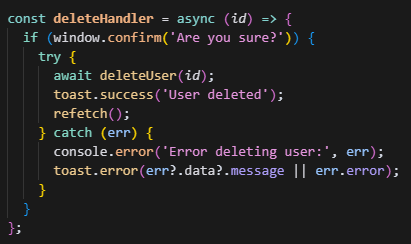 const deleteHandler = async (id) => {
  if (window.confirm('Are you sure?')) {
    try {
      await deleteUser(id);
      toast.success('User deleted');
      refetch();
    } catch (err) {
      console.error('Error deleting user:', err);
      toast.error(err?.data?.message || err.error);
    }
  }
};